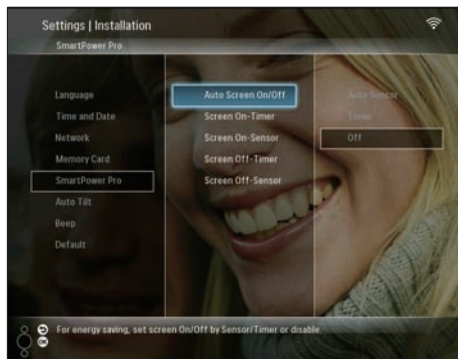 Settings | Installation
SmartPower Pro
Language
Time and Date
Network
Memory Card
SmartPower Pro
Auto Tilt
Beep
Default
Auto Screen On/Off
Screen On-Timer
Screen On-Sensor
Screen Off-Timer
Screen Off-Sensor
Auto Sensor
Timer
Off
For energy saving, set screen On/Off by Sensor/Timer or disable.
OK